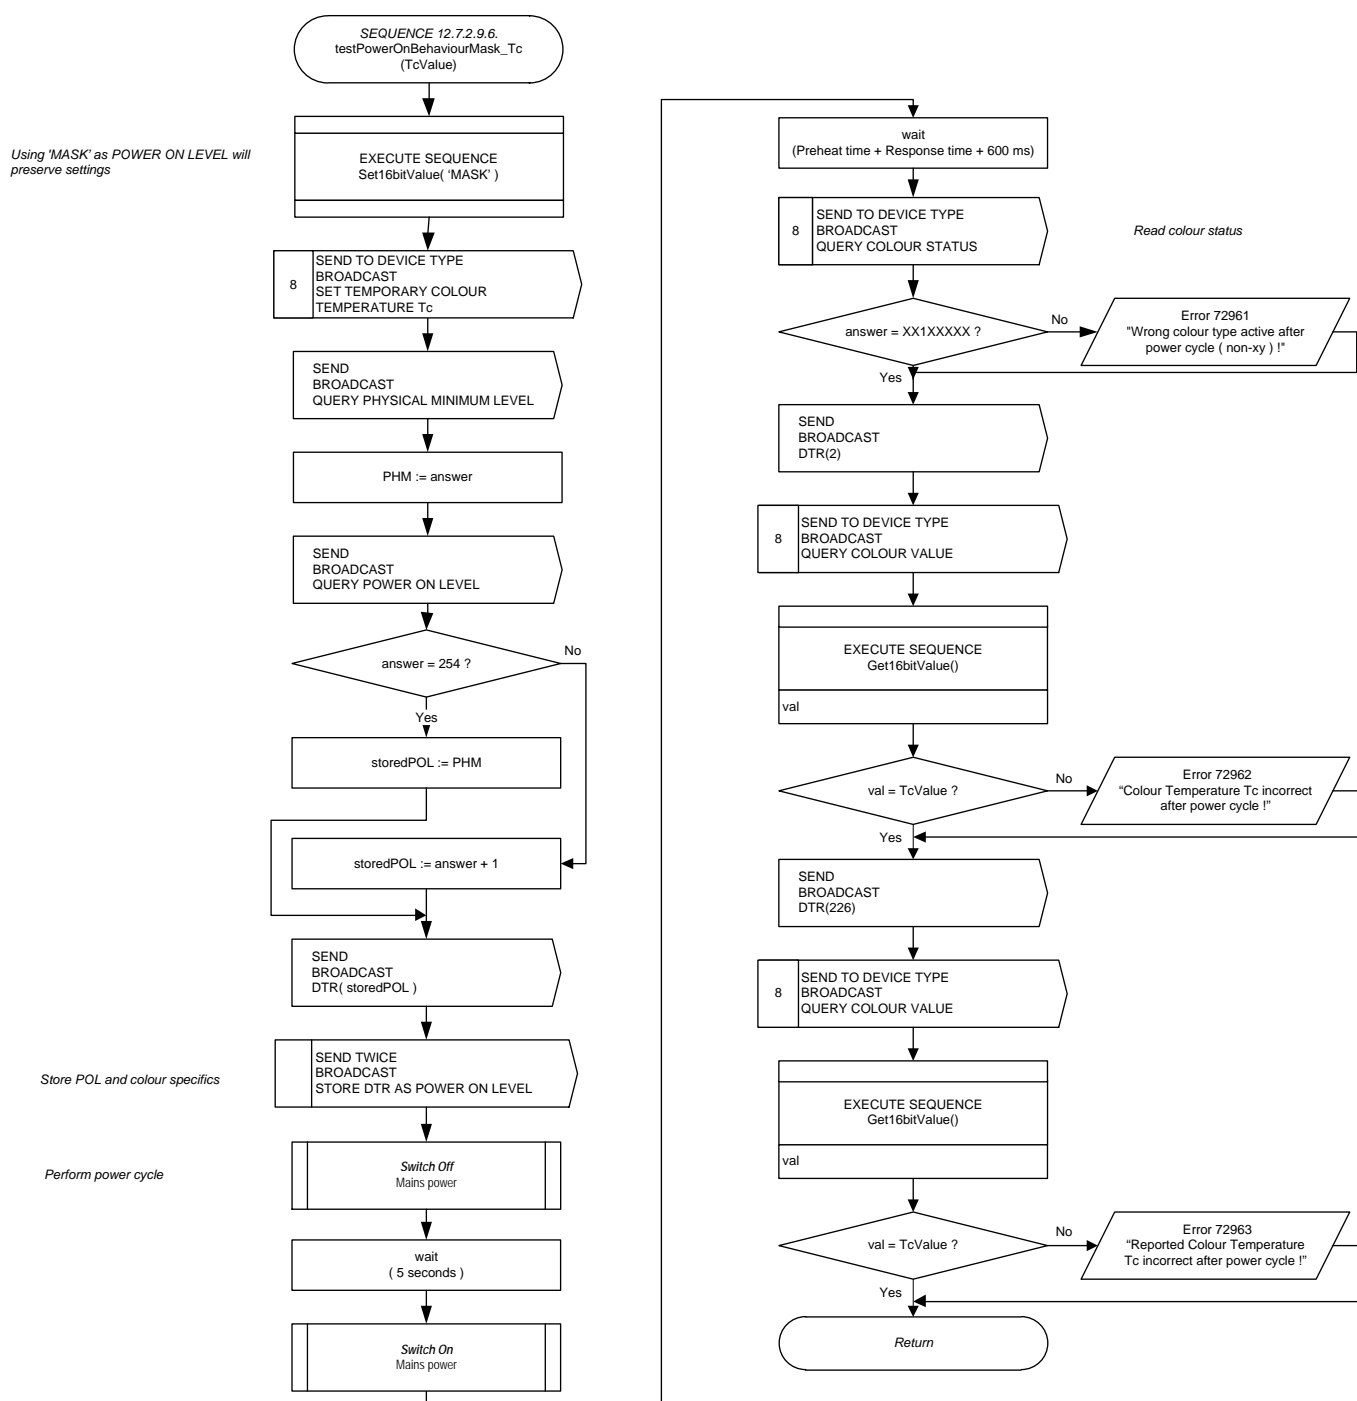 SEQUENCE 12.7.2.9.6.
testPowerOnBehaviourMask_Tc
(TcValue)
Using 'MASK' as POWER ON LEVEL will
preserve settings
EXECUTE SEQUENCE
Set16bitValue( ‘MASK’ )
8
SEND TO DEVICE TYPE
BROADCAST
SET TEMPORARY COLOUR
TEMPERATURE Tc
SEND
BROADCAST
QUERY PHYSICAL MINIMUM LEVEL
PHM := answer
SEND
BROADCAST
QUERY POWER ON LEVEL
answer = 254 ?
No
Yes
storedPOL := PHM
storedPOL := answer + 1
SEND
BROADCAST
DTR( storedPOL )
Store POL and colour specifics
SEND TWICE
BROADCAST
STORE DTR AS POWER ON LEVEL
Perform power cycle
Switch Off
Mains power
wait
( 5 seconds )
Switch On
Mains power
wait
(Preheat time + Response time + 600 ms)
8
SEND TO DEVICE TYPE
BROADCAST
QUERY COLOUR STATUS
Read colour status
answer = XX1XXXXX ?
No
Error 72961
"Wrong colour type active after
power cycle ( non-xy ) !"
Yes
SEND
BROADCAST
DTR(2)
8
SEND TO DEVICE TYPE
BROADCAST
QUERY COLOUR VALUE
EXECUTE SEQUENCE
Get16bitValue()
val
val = TcValue ?
No
Error 72962
“Colour Temperature Tc incorrect
after power cycle !”
Yes
SEND
BROADCAST
DTR(226)
8
SEND TO DEVICE TYPE
BROADCAST
QUERY COLOUR VALUE
EXECUTE SEQUENCE
Get16bitValue()
val
val = TcValue ?
No
Error 72963
“Reported Colour Temperature
Tc incorrect after power cycle !”
Yes
Return